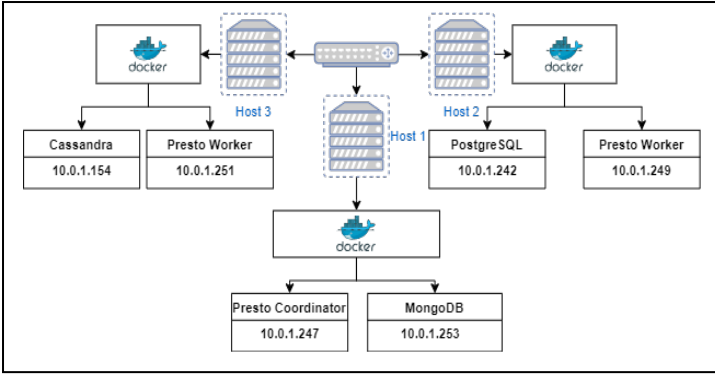 docker
docker
Host 3
Host 2
Host 1
Cassandra
10.0.1.154
Presto Worker
10.0.1.251
PostgreSQL
10.0.1.242
Presto Worker
10.0.1.249
docker
Presto Coordinator
10.0.1.247
MongoDB
10.0.1.253